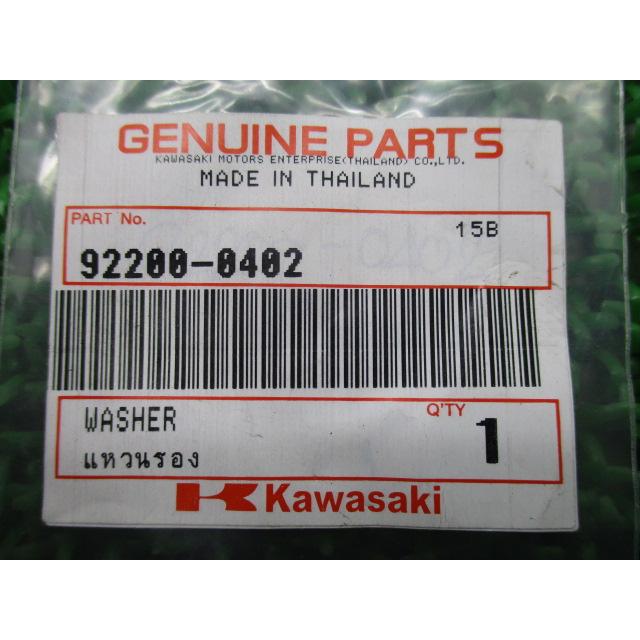 GENUINE PARTS
KAWASAKI MOTORS ENTERPRISE(THAILAND) CO.,LTD.
MADE IN THAILAND
PART No.
15B
92200-0402
WASHER
Q'TY
1
แหวนรอง
Kawasaki